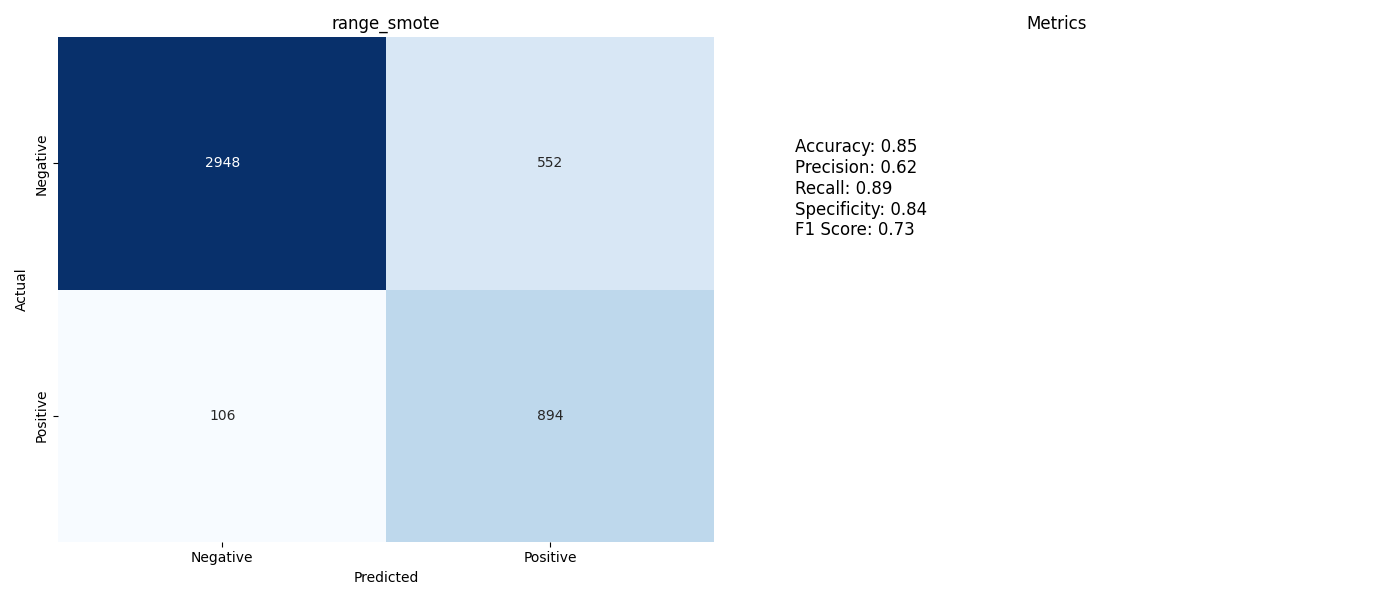 range_smote
Actual
Negative
2948
552
Positive
106
894
Negative
Positive
Predicted
Metrics
Accuracy: 0.85
Precision: 0.62
Recall: 0.89
Specificity: 0.84
F1 Score: 0.73